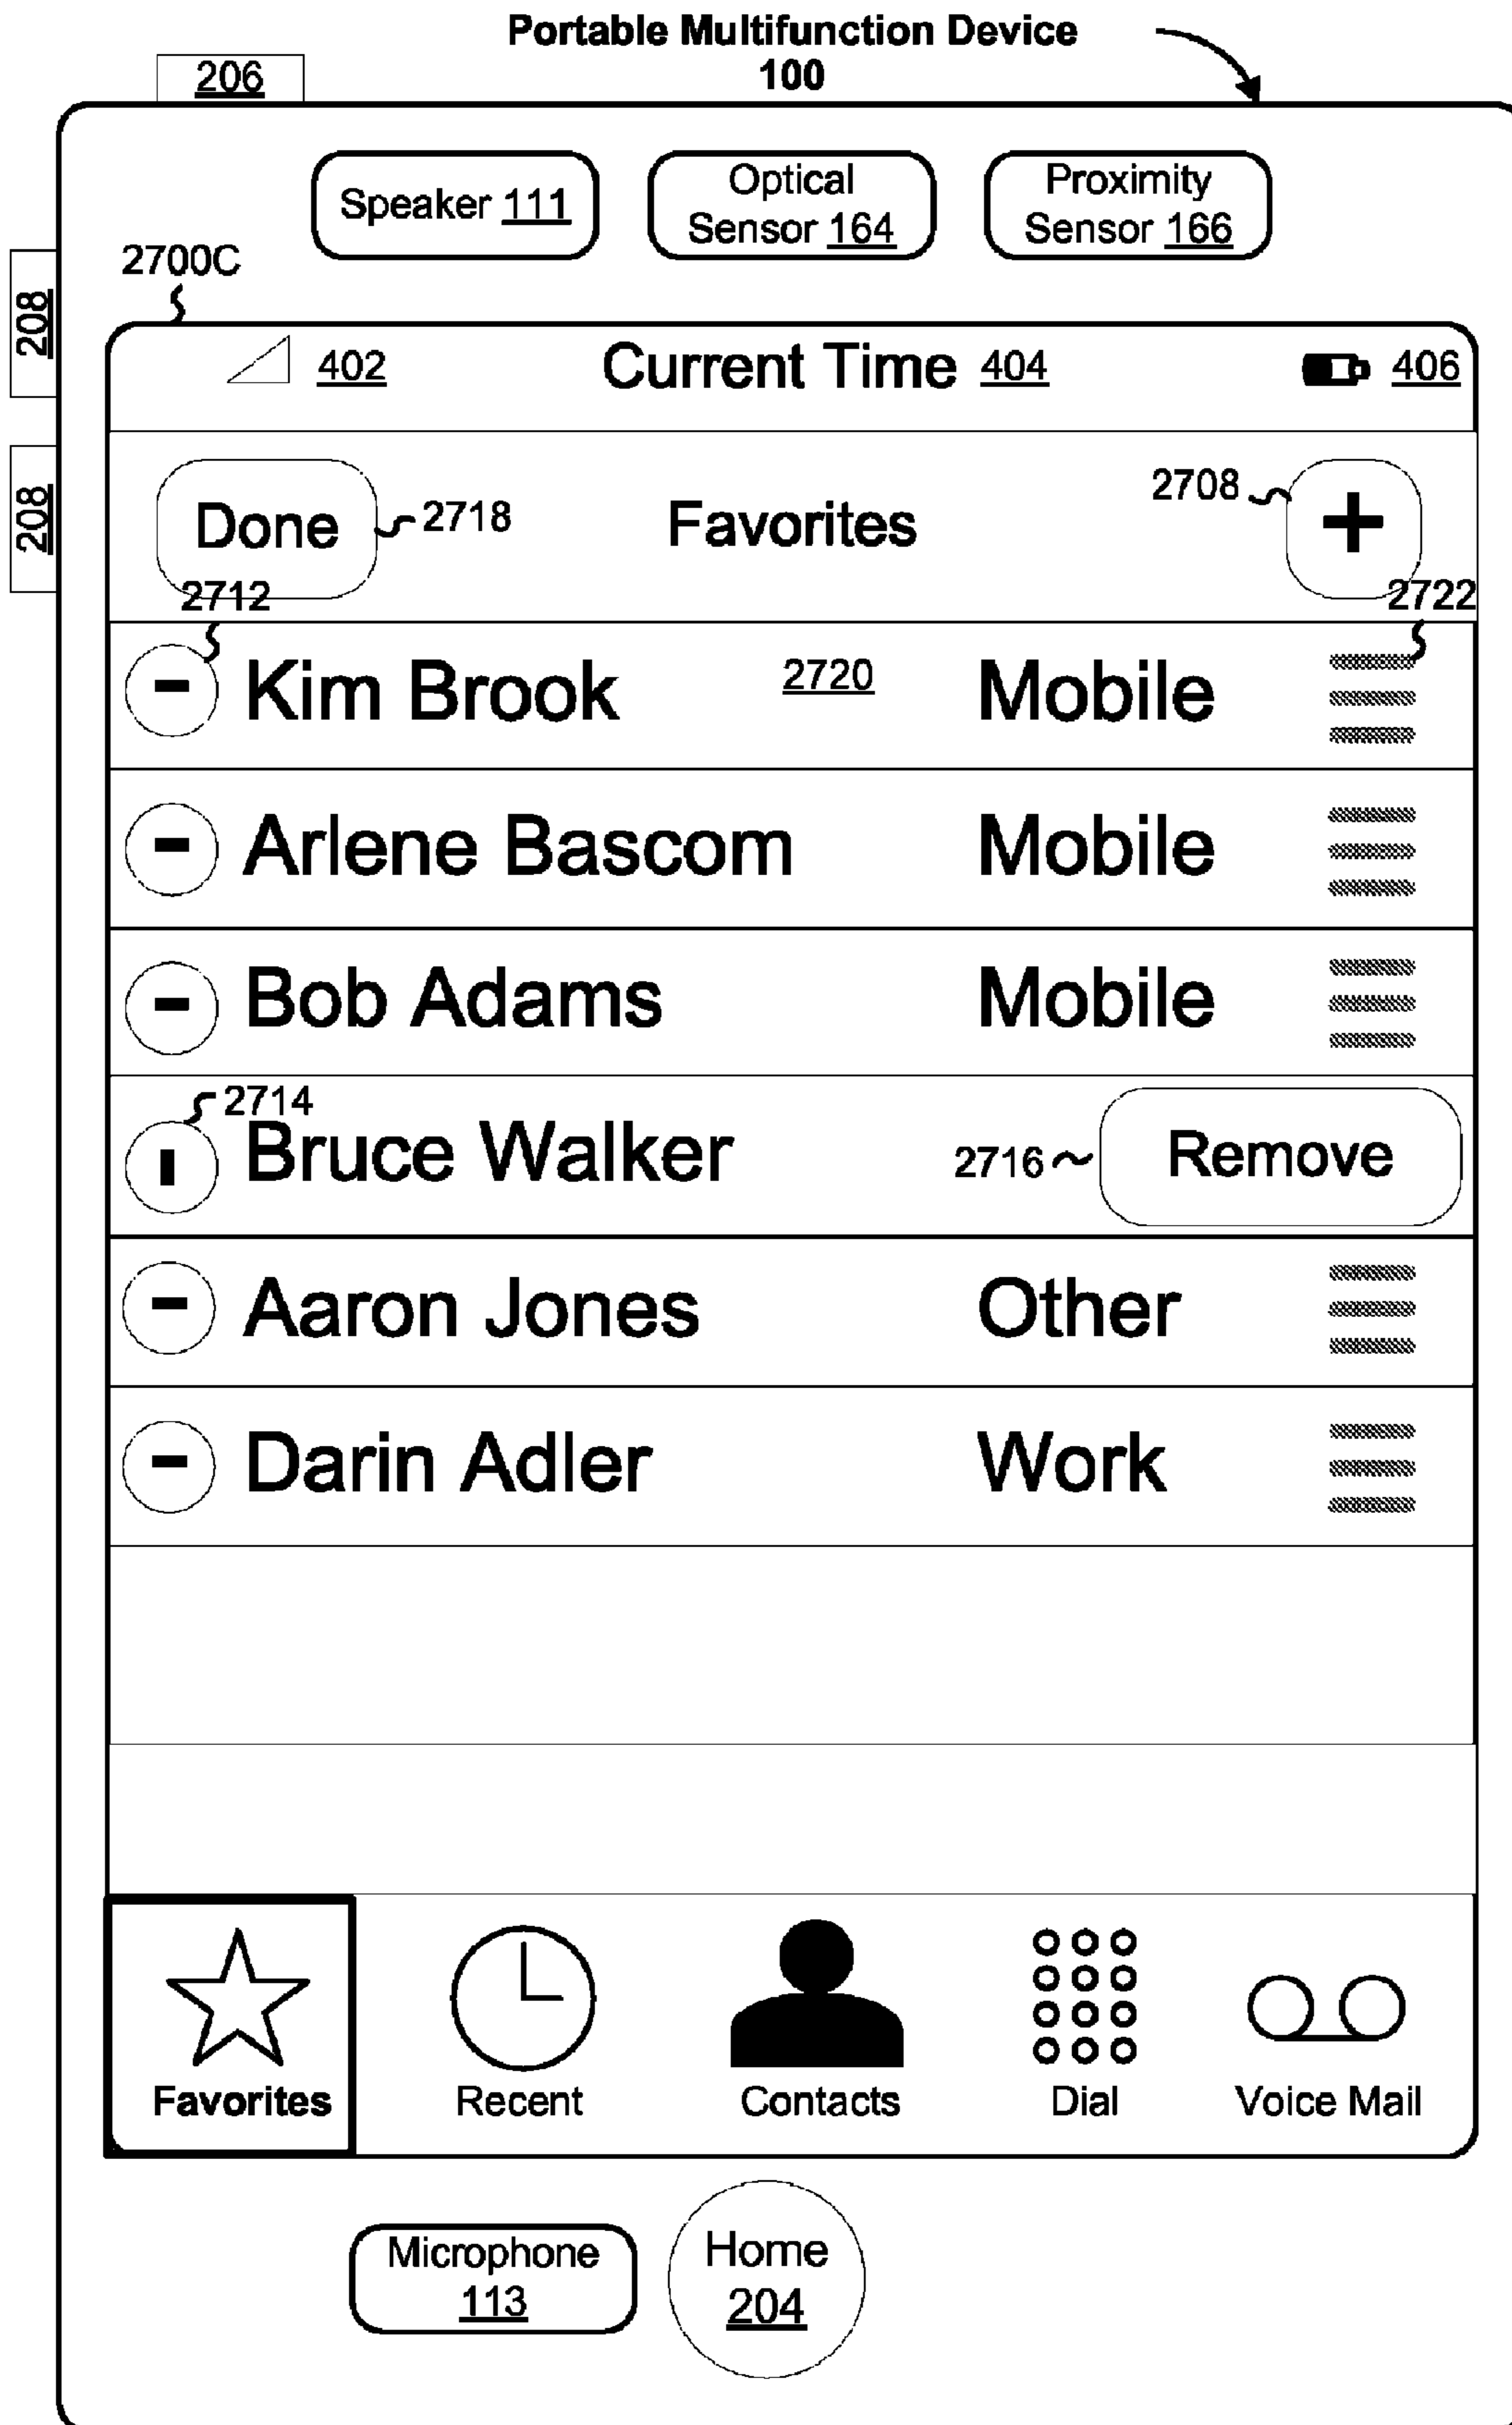 Portable Multifunction Device
100
206
Speaker 111
Optical
Sensor 164
Proximity
Sensor 166
2700C
208
402 Current Time 404 406
208
Done 2718 Favorites 2708 +
2712 2722
- Kim Brook 2720 Mobile
- Arlene Bascom Mobile
- Bob Adams Mobile
2714
Bruce Walker 2716 Remove
- Aaron Jones Other
- Darin Adler Work
Favorites Recent Contacts Dial Voice Mail
Microphone
113
Home
204